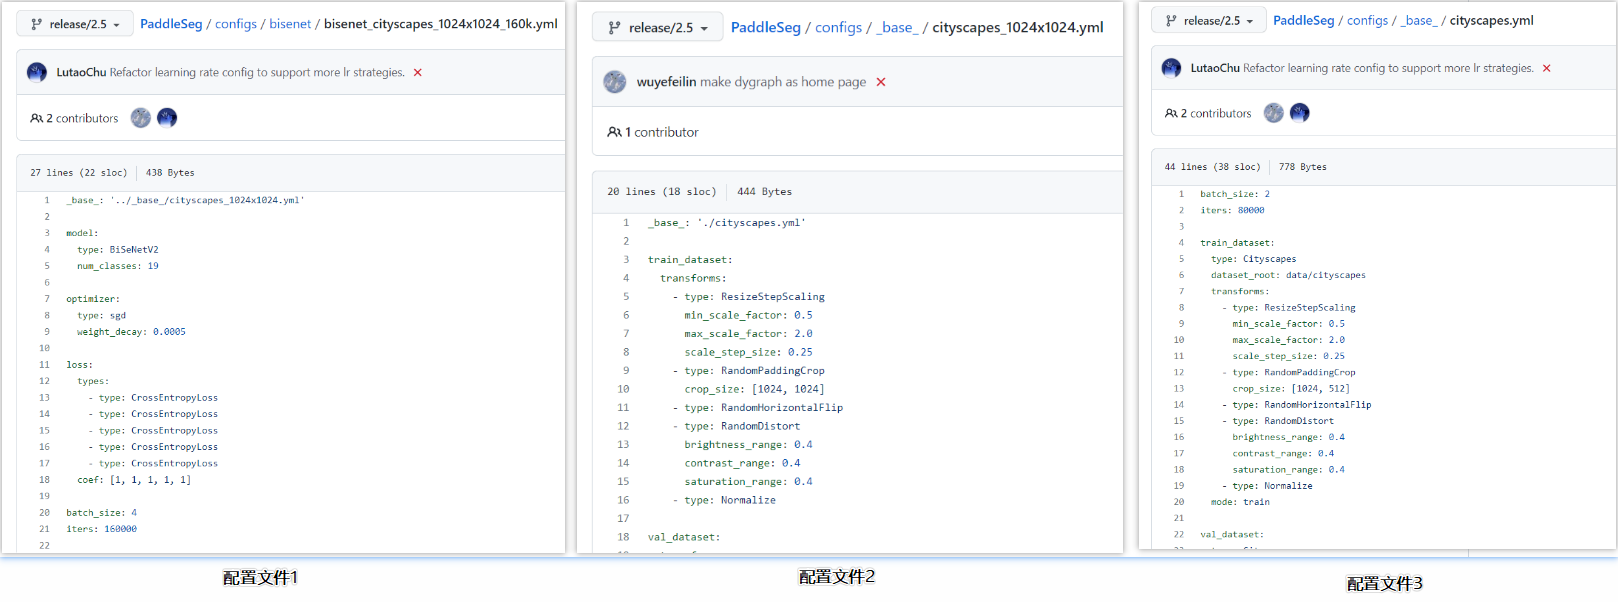 release/2.5
PaddleSeg / configs / bisenet / bisenet_cityscapes_1024x1024_160k.yml
LutaoChu Refactor learning rate config to support more lr strategies.
2 contributors
27 lines (22 sloc) 438 Bytes
1 _base_: '../_base_/cityscapes_1024x1024.yml'
2
3 model:
4 type: BiSeNetV2
5 num_classes: 19
6
7 optimizer:
8 type: sgd
9 weight_decay: 0.0005
10
11 loss:
12 types:
13 - type: CrossEntropyLoss
14 - type: CrossEntropyLoss
15 - type: CrossEntropyLoss
16 - type: CrossEntropyLoss
17 - type: CrossEntropyLoss
18 coef: [1, 1, 1, 1, 1]
19
20 batch_size: 4
21 iters: 160000
22
配置文件1
release/2.5
PaddleSeg / configs / _base_ / cityscapes_1024x1024.yml
wuyefeilin make dygraph as home page
1 contributor
20 lines (18 sloc) 444 Bytes
1 _base_: './cityscapes.yml'
2
3 train_dataset:
4 transforms:
5 - type: ResizeStepScaling
6 min_scale_factor: 0.5
7 max_scale_factor: 2.0
8 scale_step_size: 0.25
9 - type: RandomPaddingCrop
10 crop_size: [1024, 1024]
11 - type: RandomHorizontalFlip
12 - type: RandomDistort
13 brightness_range: 0.4
14 contrast_range: 0.4
15 saturation_range: 0.4
16 - type: Normalize
17
18 val_dataset:
配置文件2
release/2.5
PaddleSeg / configs / _base_ / cityscapes.yml
LutaoChu Refactor learning rate config to support more lr strategies.
2 contributors
44 lines (38 sloc) 778 Bytes
1 batch_size: 2
2 iters: 80000
3
4 train_dataset:
5 type: Cityscapes
6 dataset_root: data/cityscapes
7 transforms:
8 - type: ResizeStepScaling
9 min_scale_factor: 0.5
10 max_scale_factor: 2.0
11 scale_step_size: 0.25
12 - type: RandomPaddingCrop
13 crop_size: [1024, 512]
14 - type: RandomHorizontalFlip
15 - type: RandomDistort
16 brightness_range: 0.4
17 contrast_range: 0.4
18 saturation_range: 0.4
19 - type: Normalize
20 mode: train
21
22 val_dataset:
配置文件3